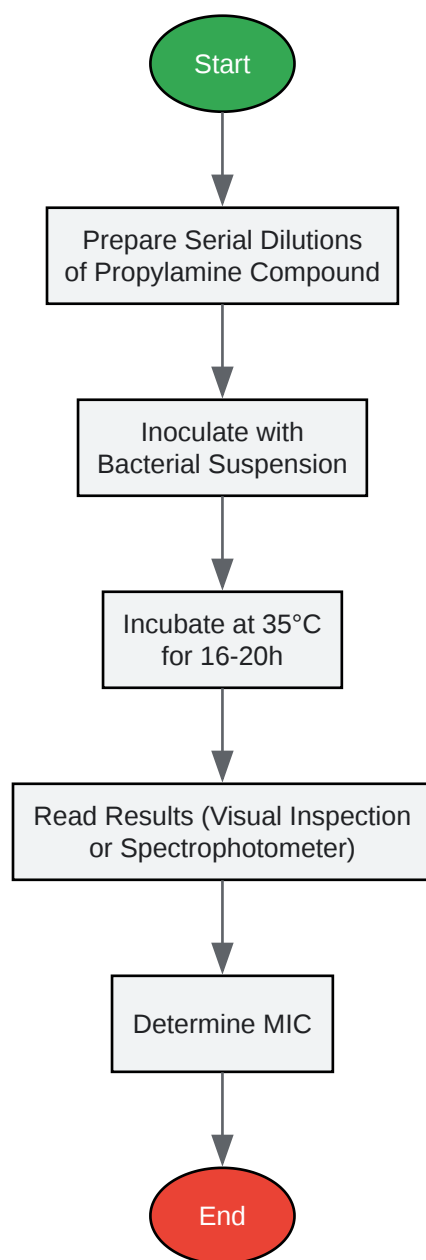 Start
Prepare Serial Dilutions
of Propylamine Compound
Inoculate with
Bacterial Suspension
Incubate at 35°C
for 16-20h
Read Results (Visual Inspection
or Spectrophotometer)
Determine MIC
End